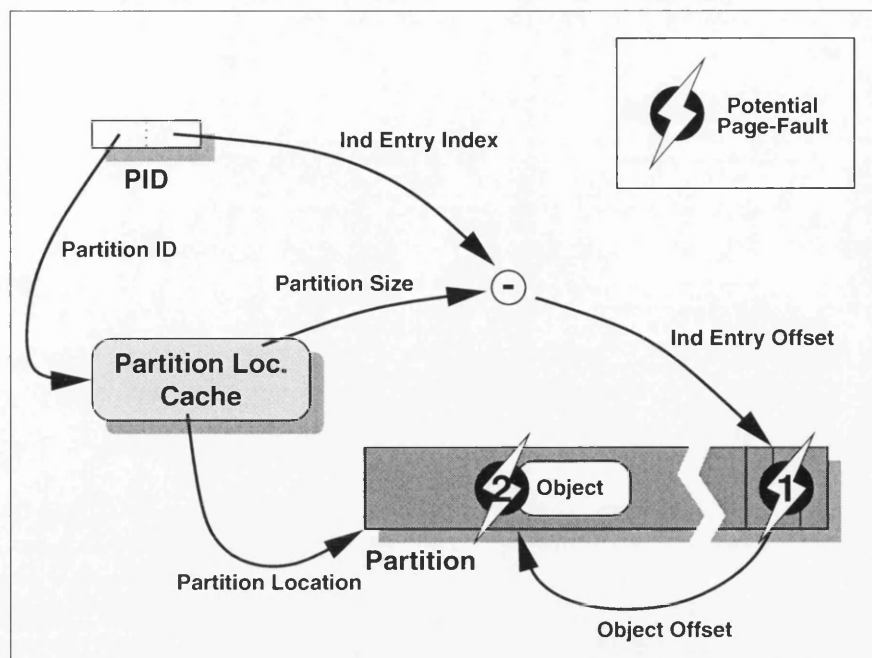 Potential
Page-Fault
Ind Entry Index
PID
Partition ID
Partition Size
-
Ind Entry Offset
Partition Loc.
Cache
2
Object
1
Partition
Partition Location
Object Offset